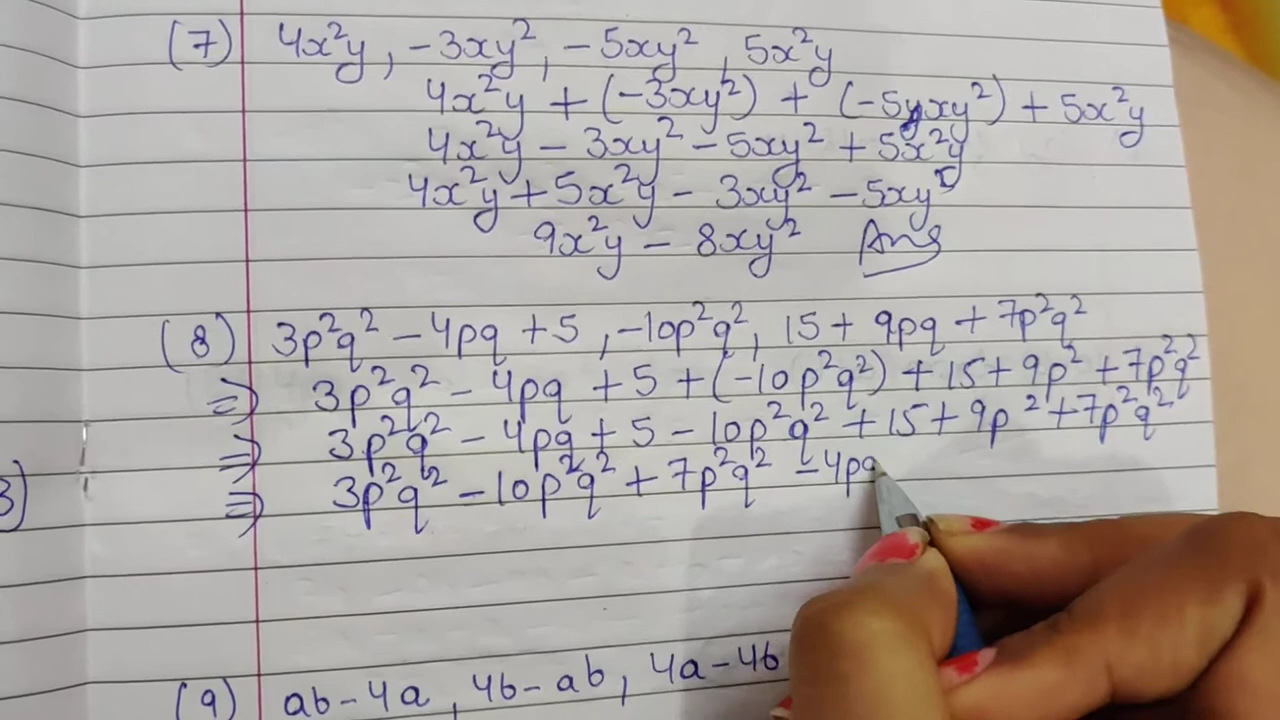 (7) 4x²y, -3xy², -5xy², 5x²y
4x²y + (-3xy²) + (-5xy²) + 5x²y
4x²y - 3xy² - 5xy² + 5x²y
4x²y + 5x²y - 3xy² - 5xy²
9x²y - 8xy² Ans
(8) 3p²q² - 4pq + 5, -10p²q², 15 + 9pq + 7p²q²
⇒ 3p²q² - 4pq + 5 + (-10p²q²) + 15 + 9p² + 7p²q²
⇒ 3p²q² - 4pq + 5 - 10p²q² + 15 + 9p² + 7p²q²
3) ⇒ 3p²q² - 10p²q² + 7p²q² - 4pq
(9) ab - 4a, 4b - ab, 4a - 4b